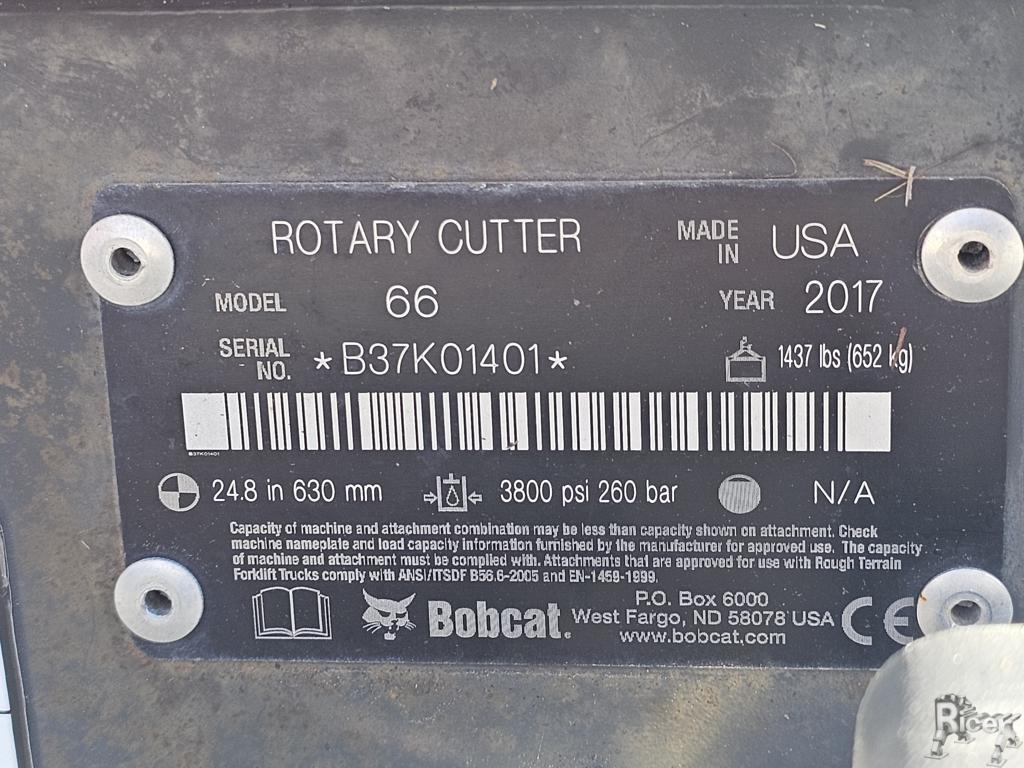 ROTARY CUTTER
MADE IN USA
MODEL 66
YEAR 2017
SERIAL NO. *B37K01401*
1437 lbs (652 kg)
B37K01401
24.8 in 630 mm
3800 psi 260 bar
N/A
Capacity of machine and attachment combination may be less than capacity shown on attachment. Check
machine nameplate and load capacity information furnished by the manufacturer for approved use. The capacity
of machine and attachment must be complied with. Attachments that are approved for use with Rough Terrain
Forklift Trucks comply with ANSI/ITSDF B56.6-2005 and EN-1459-1999.
Bobcat.
P.O. Box 6000
West Fargo, ND 58078 USA
www.bobcat.com
CE
Ricer